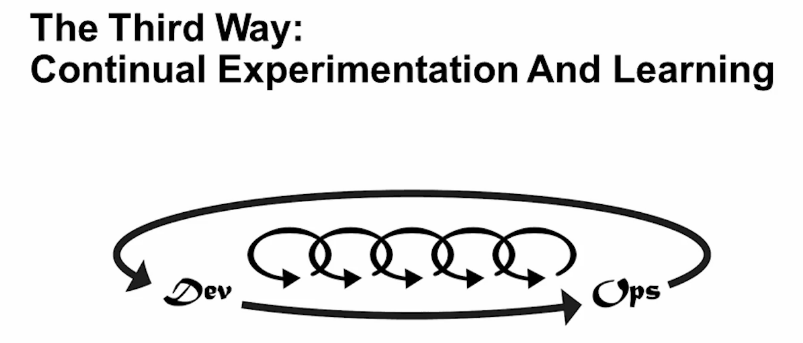 The Third Way:
Continual Experimentation And Learning
Dev
Ops